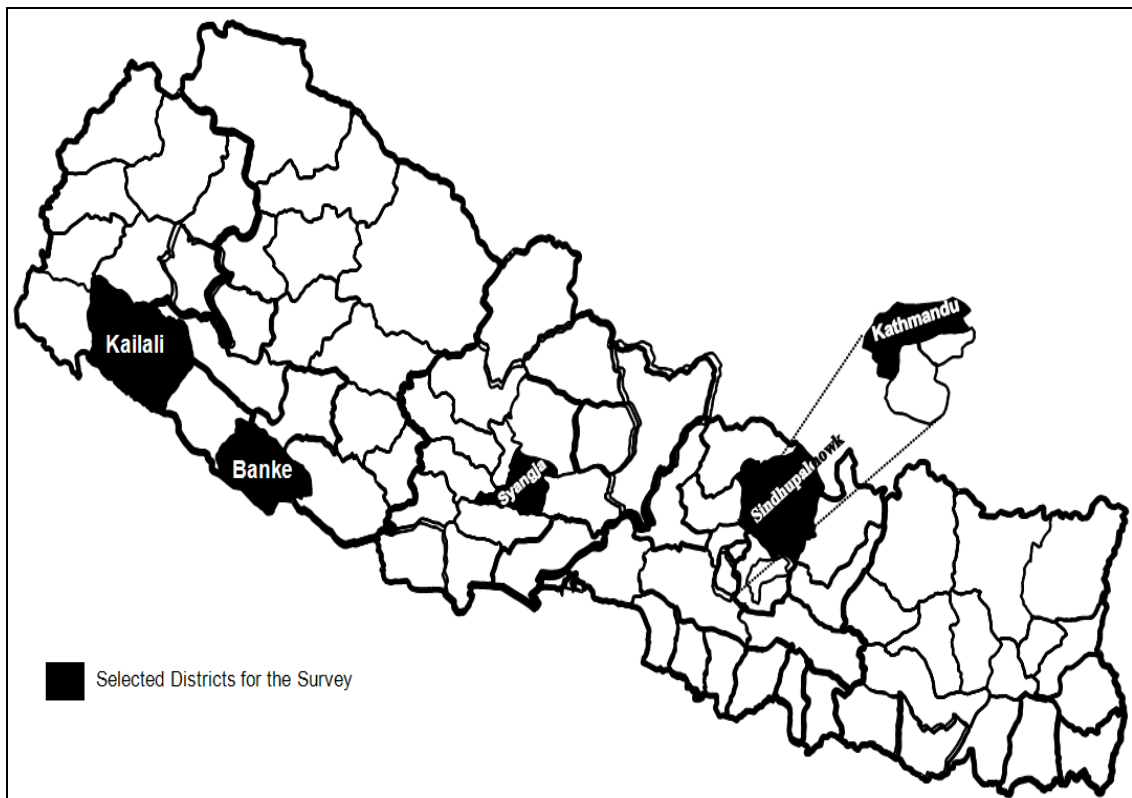 Kathmandu
Kailali
Sindhupalchowk
Banke
Syangja
Selected Districts for the Survey